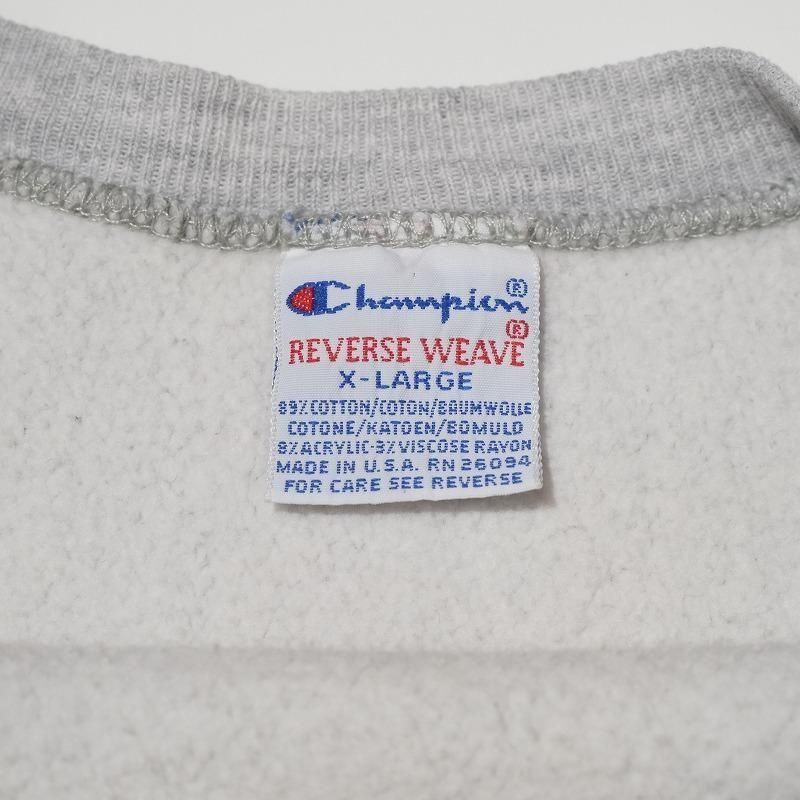 Champion®
REVERSE WEAVE®
X-LARGE
89% COTTON/COTON/BAUMWOLLE
COTONE/KATOEN/BOMULD
8% ACRYLIC-3% VISCOSE RAYON
MADE IN U.S.A. RN 26094
FOR CARE SEE REVERSE